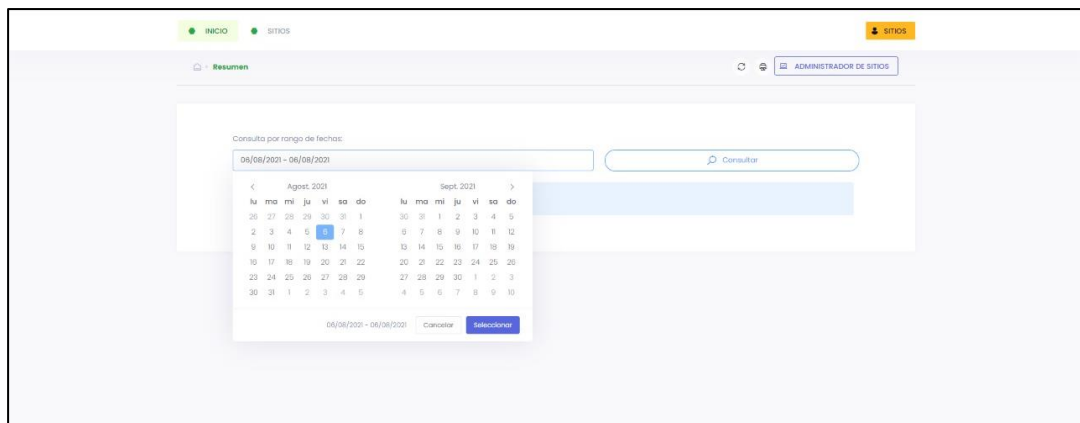 INICIO SITIOS SITIOS
Resumen ADMINISTRADOR DE SITIOS
Consulta por rango de fechas:
06/08/2021 - 06/08/2021 Consultar
Agost. 2021 Sept. 2021
lu ma mi ju vi sa do lu ma mi ju vi sa do
26 27 28 29 30 31 1 30 31 1 2 3 4 5
2 3 4 5 6 7 8 6 7 8 9 10 11 12
9 10 11 12 13 14 15 13 14 15 16 17 18 19
16 17 18 19 20 21 22 20 21 22 23 24 25 26
23 24 25 26 27 28 29 27 28 29 30 1 2 3
30 31 1 2 3 4 5 4 5 6 7 8 9 10
06/08/2021 - 06/08/2021 Cancelar Seleccionar